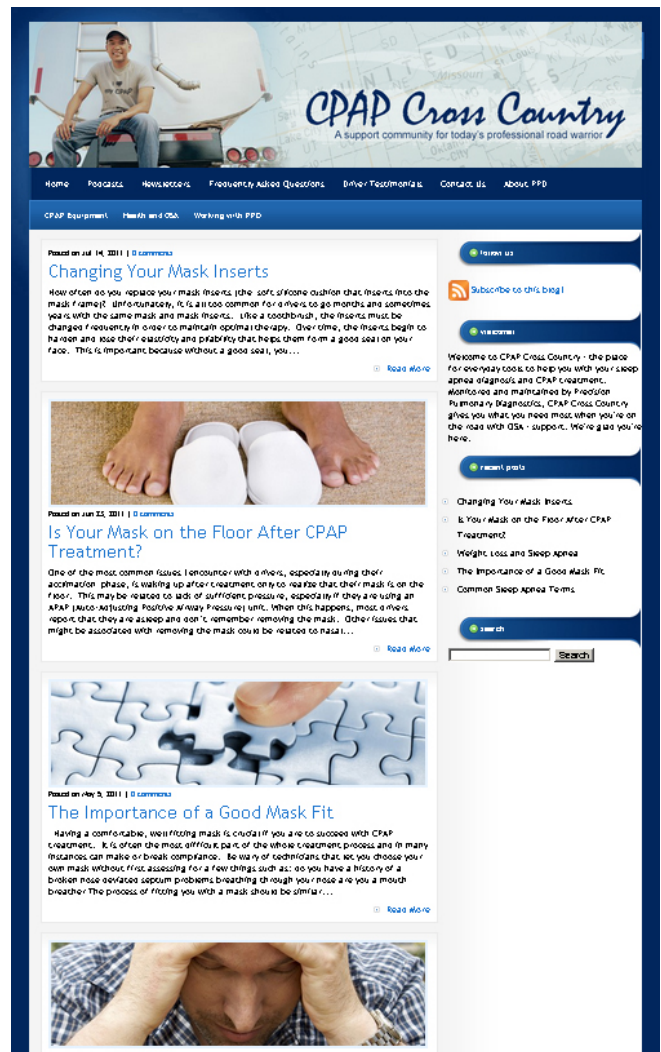 I ♥ MY CPAP
UNITED
STATES
Missouri
Oklahoma City
CPAP Cross Country
A support community for today's professional road warrior
Home Podcasts Newsletters Frequently Asked Questions Driver Testimonials Contact Us About PPD
CPAP Equipment Health and OSA Working with PPD
Posted on Jul 14, 2011 | 0 comments
Changing Your Mask Inserts
How often do you replace your mask inserts (the soft silicone cushion that inserts into the
mask frame)? Unfortunately, it is all too common for drivers to go months and sometimes
years with the same mask and mask inserts. Like a toothbrush, the inserts must be
changed frequently in order to maintain optimal therapy. Over time, the inserts begin to
harden and lose their elasticity and pliability that helps them form a good seal on your
face. This is important because without a good seal, you...
Read More
Posted on Jun 23, 2011 | 0 comments
Is Your Mask on the Floor After CPAP
Treatment?
One of the most common issues I encounter with drivers, especially during their
acclimation phase, is waking up after treatment only to realize that their mask is on the
floor. This may be related to lack of sufficient pressure, especially if they are using an
APAP (Auto-Adjusting Positive Airway Pressure) unit. When this happens, most drivers
report that they are asleep and don't remember removing the mask. Other issues that
might be associated with removing the mask could be related to nasal...
Read More
Posted on May 5, 2011 | 0 comments
The Importance of a Good Mask Fit
Having a comfortable, well fitting mask is crucial if you are to succeed with CPAP
treatment. It is often the most difficult part of the whole treatment process and in many
instances can make or break compliance. Be wary of technicians that let you choose your
own mask without first assessing for a few things such as: do you have a history of a
broken nose deviated septum problems breathing through your nose are you a mouth
breather The process of fitting you with a mask should be similar...
Read More
follow us
Subscribe to this blog!
welcome!
Welcome to CPAP Cross Country - the place
for everyday tools to help you with your sleep
apnea diagnosis and CPAP treatment.
Monitored and maintained by Precision
Pulmonary Diagnostics, CPAP Cross Country
gives you what you need most when you're on
the road with OSA - support. We're glad you're
here.
recent posts
Changing Your Mask Inserts
Is Your Mask on the Floor After CPAP
Treatment?
Weight Loss and Sleep Apnea
The Importance of a Good Mask Fit
Common Sleep Apnea Terms
search
Search